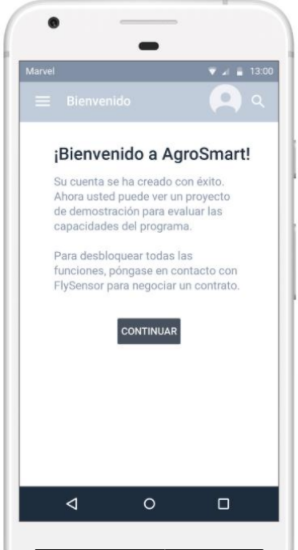 Marvel 13:00
Bienvenido
¡Bienvenido a AgroSmart!
Su cuenta se ha creado con éxito.
Ahora usted puede ver un proyecto
de demostración para evaluar las
capacidades del programa.
Para desbloquear todas las
funciones, póngase en contacto con
FlySensor para negociar un contrato.
CONTINUAR